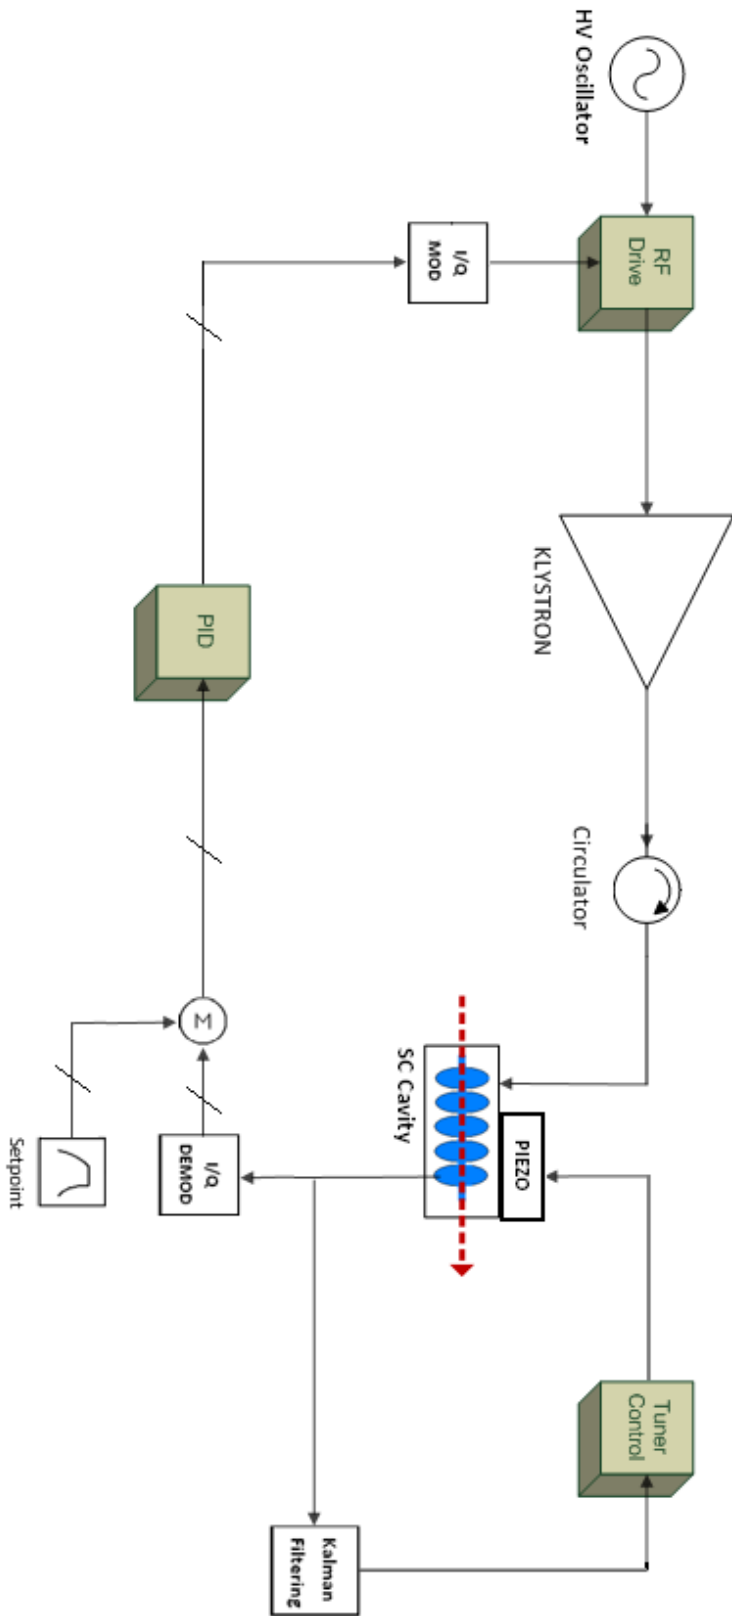 HV Oscillator
RF
Drive
KLYSTRON
Circulator
Tuner
Control
PIEZO
SC Cavity
I/Q
MOD
PID
Σ
I/Q
DEMOD
Setpoint
Kalman
Filtering